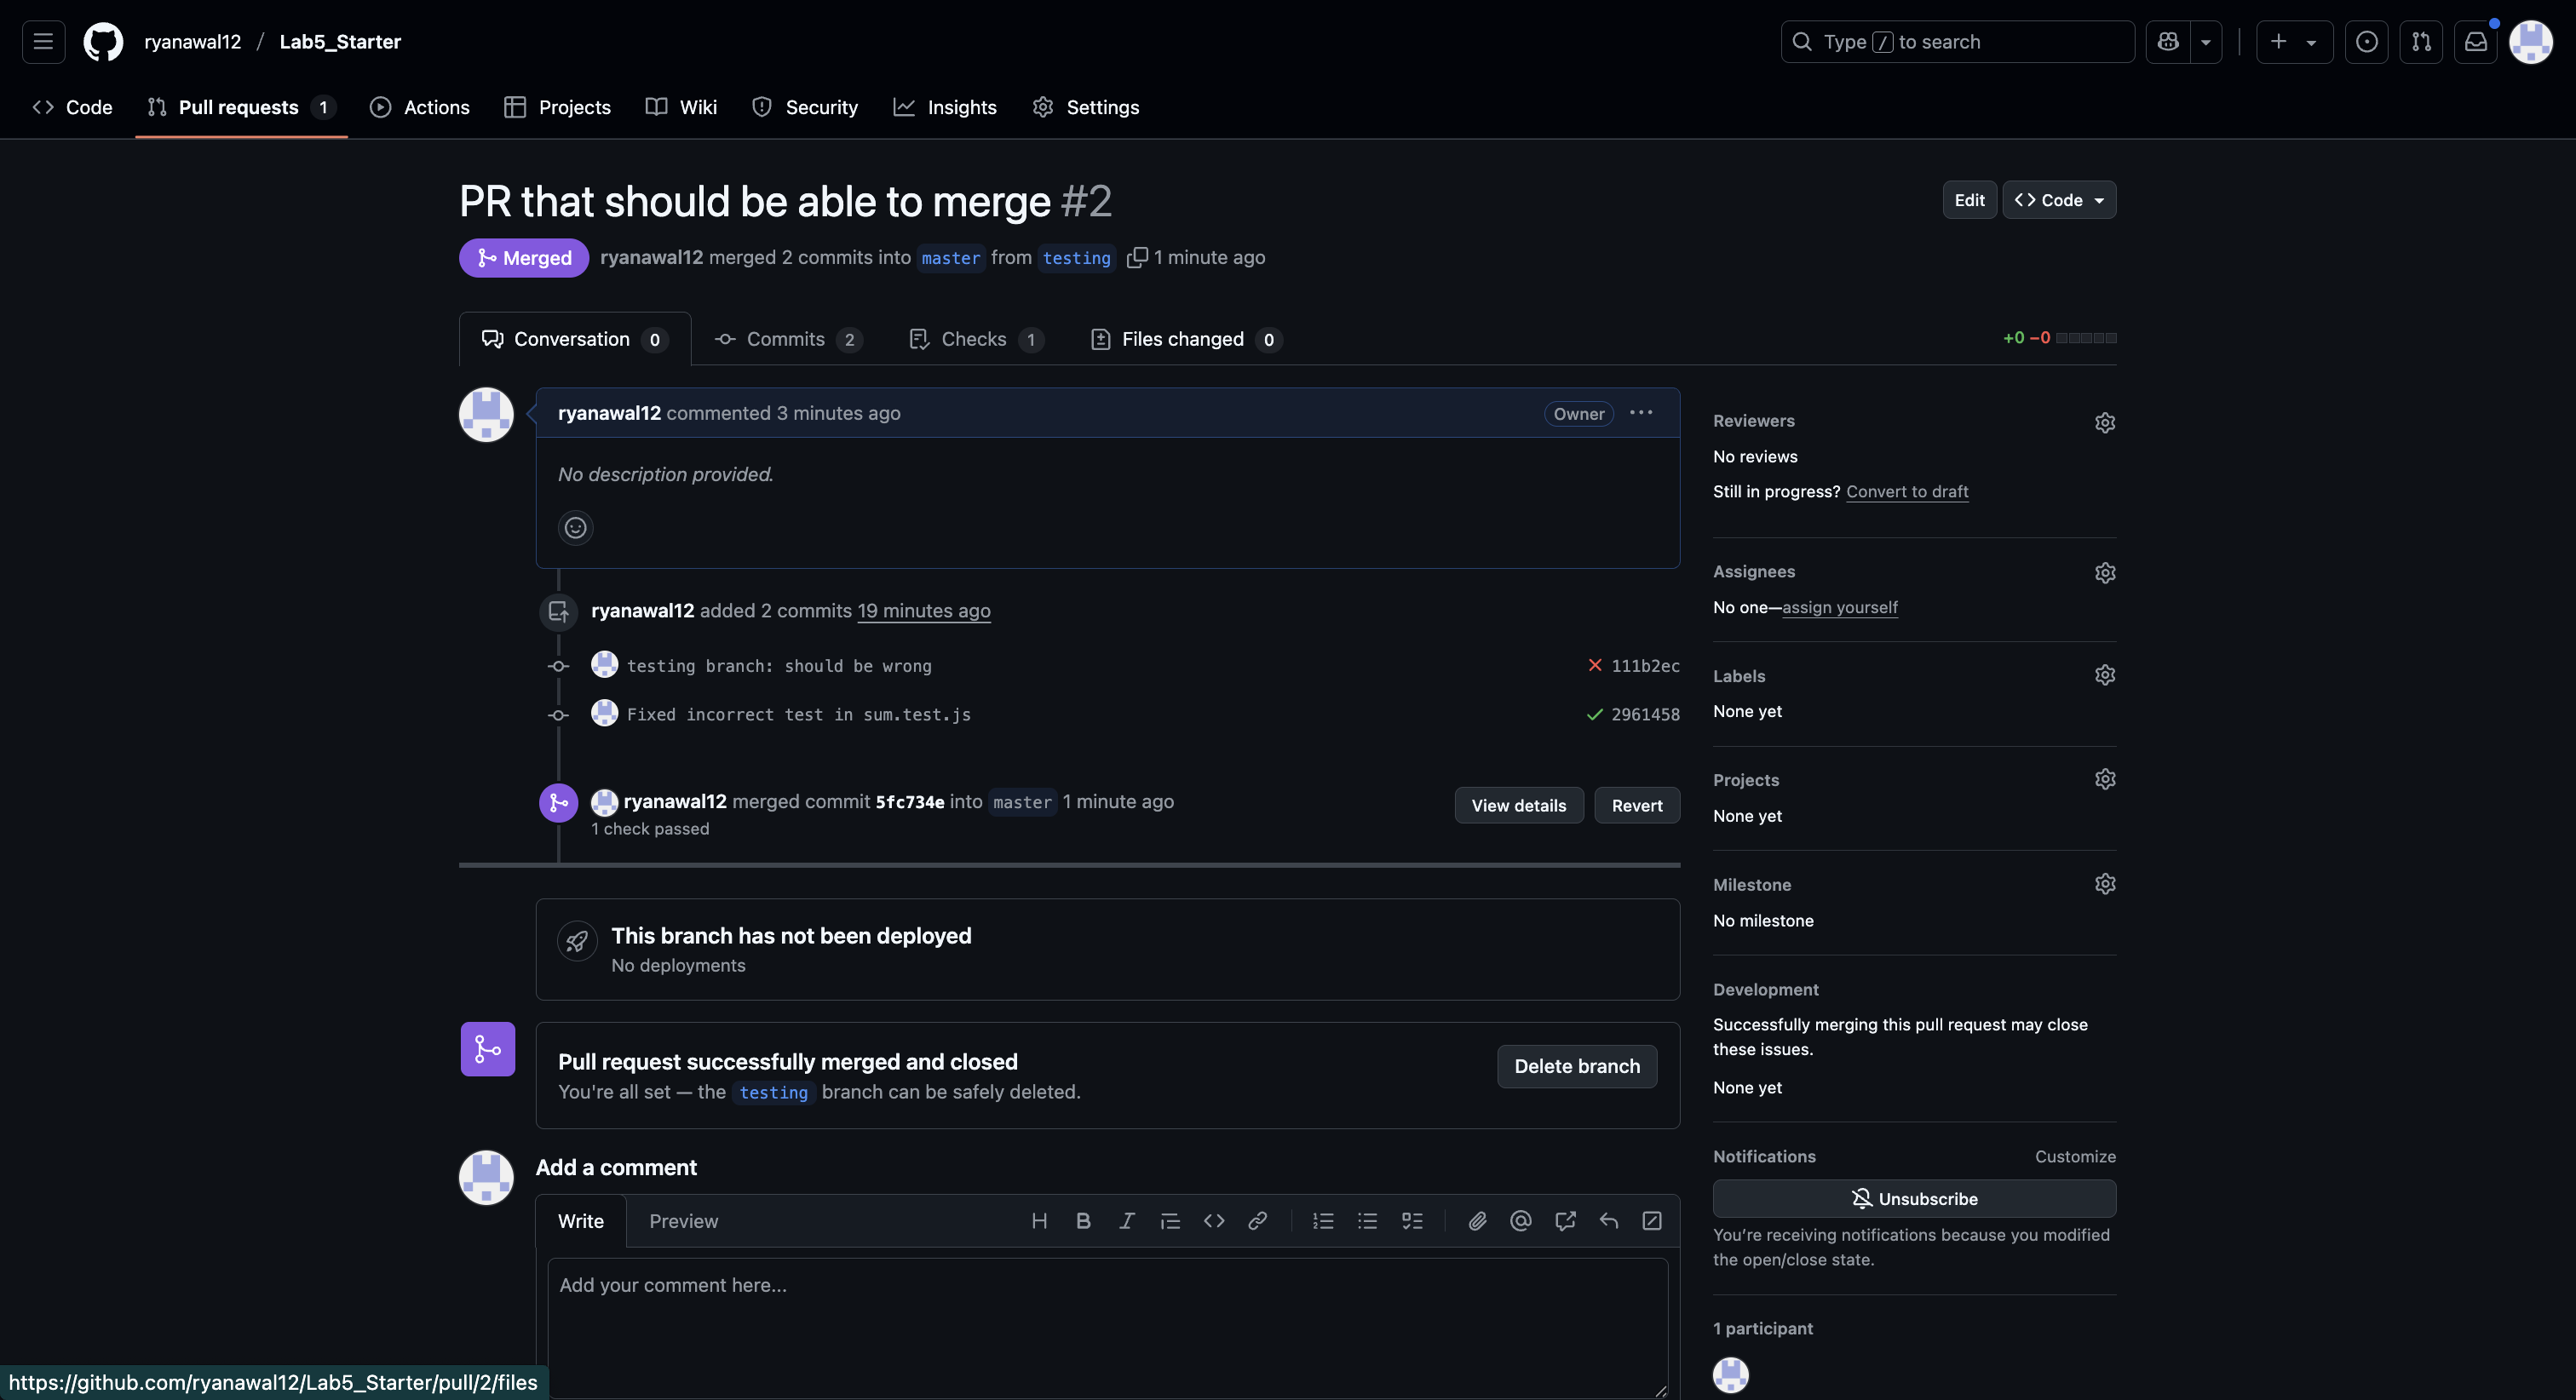 ryanawal12 / Lab5_Starter
Type / to search
Code
Pull requests 1
Actions
Projects
Wiki
Security
Insights
Settings
PR that should be able to merge #2
Edit
Code
Merged
ryanawal12 merged 2 commits into master from testing 1 minute ago
Conversation 0
Commits 2
Checks 1
Files changed 0
+0 −0
ryanawal12 commented 3 minutes ago
Owner
No description provided.
ryanawal12 added 2 commits 19 minutes ago
testing branch: should be wrong
111b2ec
Fixed incorrect test in sum.test.js
2961458
ryanawal12 merged commit 5fc734e into master 1 minute ago
1 check passed
View details
Revert
This branch has not been deployed
No deployments
Pull request successfully merged and closed
You're all set — the testing branch can be safely deleted.
Delete branch
Add a comment
Write
Preview
Add your comment here...
Reviewers
No reviews
Still in progress? Convert to draft
Assignees
No one—assign yourself
Labels
None yet
Projects
None yet
Milestone
No milestone
Development
Successfully merging this pull request may close
these issues.
None yet
Notifications
Customize
Unsubscribe
You’re receiving notifications because you modified
the open/close state.
1 participant
https://github.com/ryanawal12/Lab5_Starter/pull/2/files